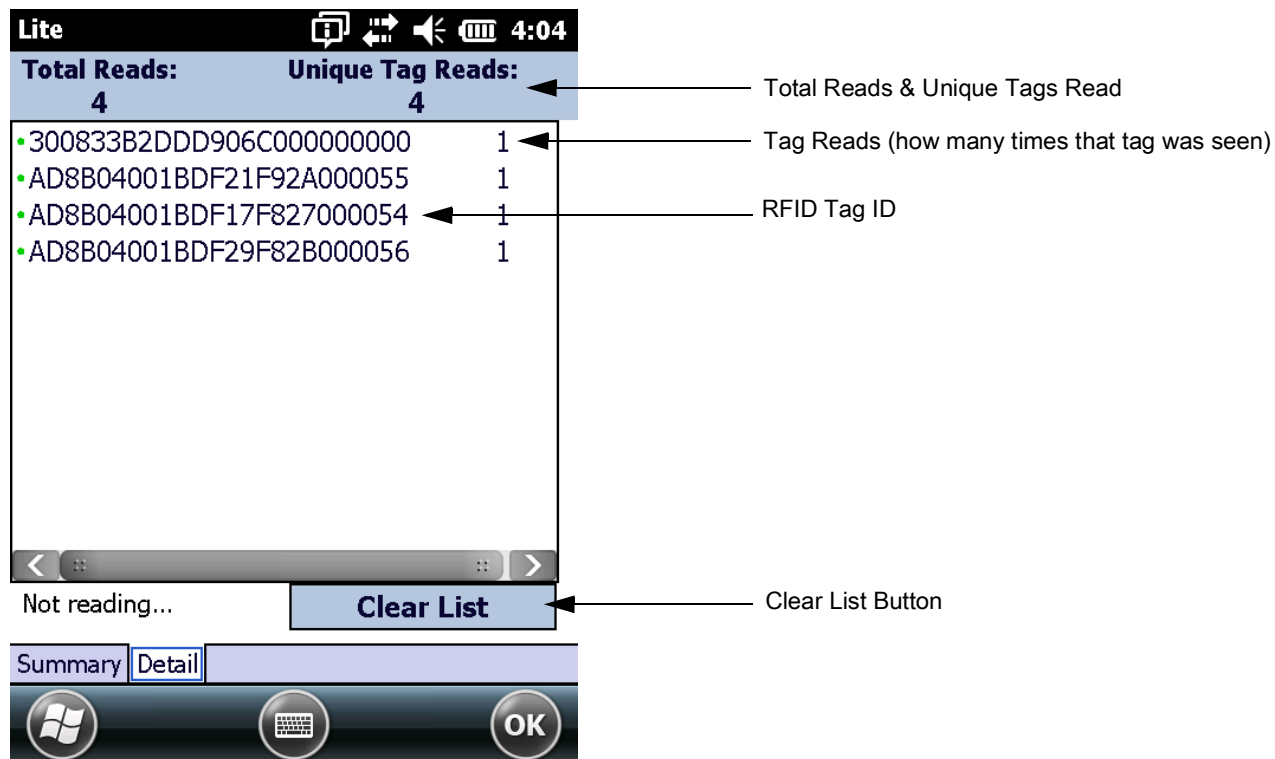 Lite 4:04
Total Reads: Unique Tag Reads:
4 4
Total Reads & Unique Tags Read
300833B2DDD906C000000000 1
Tag Reads (how many times that tag was seen)
AD8B04001BDF21F92A000055 1
AD8B04001BDF17F827000054 1
RFID Tag ID
AD8B04001BDF29F82B000056 1
Not reading... Clear List
Clear List Button
Summary Detail
OK